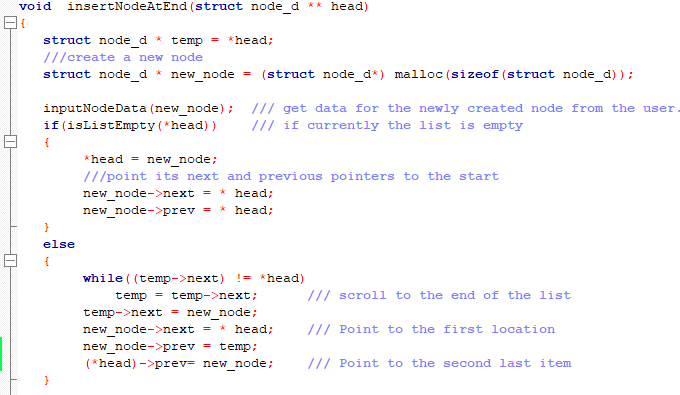 void  insertNodeAtEnd(struct node_d ** head)
{
struct node_d * temp = *head;
///create a new node
struct node_d * new_node = (struct node_d*) malloc(sizeof(struct node_d));
inputNodeData(new_node);  /// get data for the newly created node from the user.
if(isListEmpty(*head))    /// if currently the list is empty
{
*head = new_node;
///point its next and previous pointers to the start
new_node->next = * head;
new_node->prev = * head;
}
else
{
while((temp->next) != *head)
temp = temp->next;      /// scroll to the end of the list
temp->next = new_node;
new_node->next = * head;    /// Point to the first location
new_node->prev = temp;
(*head)->prev= new_node;    /// Point to the second last item
}